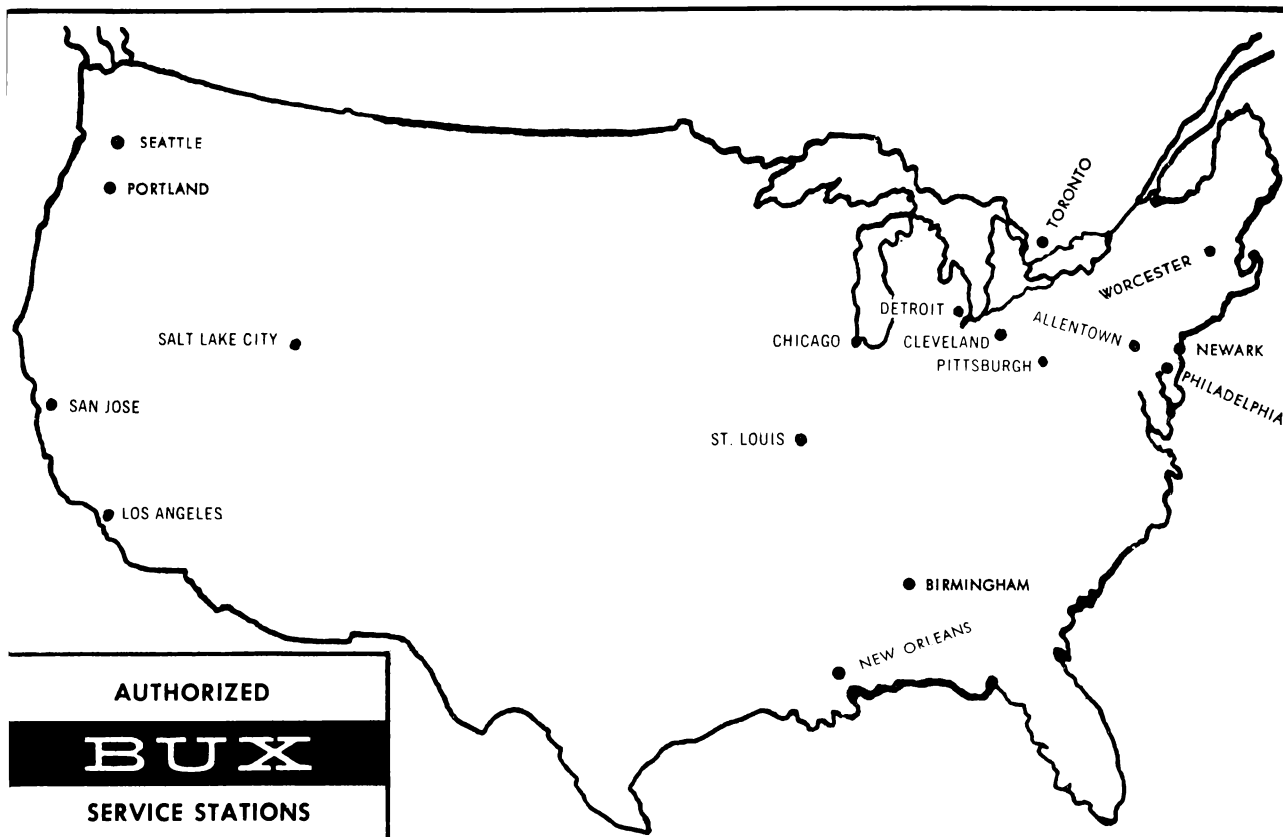 SEATTLE
PORTLAND
TORONTO
WORCESTER
DETROIT
ALLENTOWN
SALT LAKE CITY
CHICAGO
CLEVELAND
NEWARK
PITTSBURGH
PHILADELPHIA
SAN JOSE
ST. LOUIS
LOS ANGELES
BIRMINGHAM
NEW ORLEANS
AUTHORIZED
BUX
SERVICE STATIONS